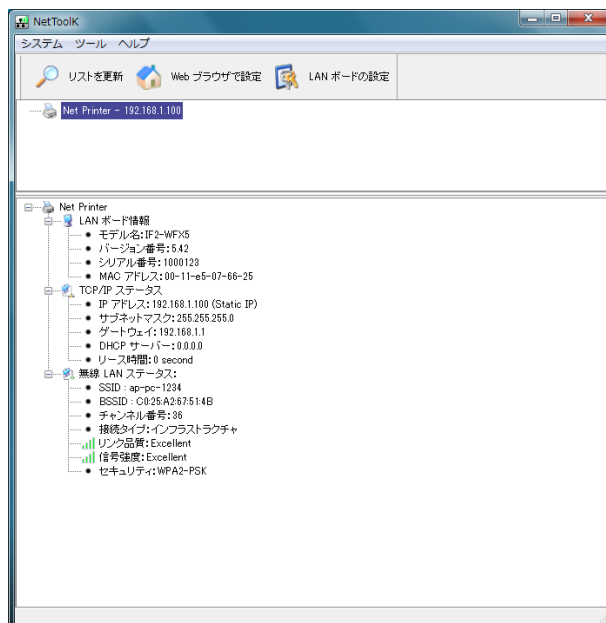 NetToolK
システム ツール ヘルプ
リストを更新 Web ブラウザで設定 LAN ボードの設定
Net Printer - 192.168.1.100
Net Printer
LAN ボード情報
モデル名:IF2-WFX5
バージョン番号:5.42
シリアル番号:1000123
MAC アドレス:00-11-e5-07-66-25
TCP/IP ステータス
IP アドレス:192.168.1.100 (Static IP)
サブネットマスク:255.255.255.0
ゲートウェイ:192.168.1.1
DHCP サーバー:0.0.0.0
リース時間:0 second
無線 LAN ステータス:
SSID : ap-pc-1234
BSSID : C0:25:A2:67:51:4B
チャンネル番号:36
接続タイプ:インフラストラクチャ
リンク品質:Excellent
信号強度:Excellent
セキュリティ:WPA2-PSK